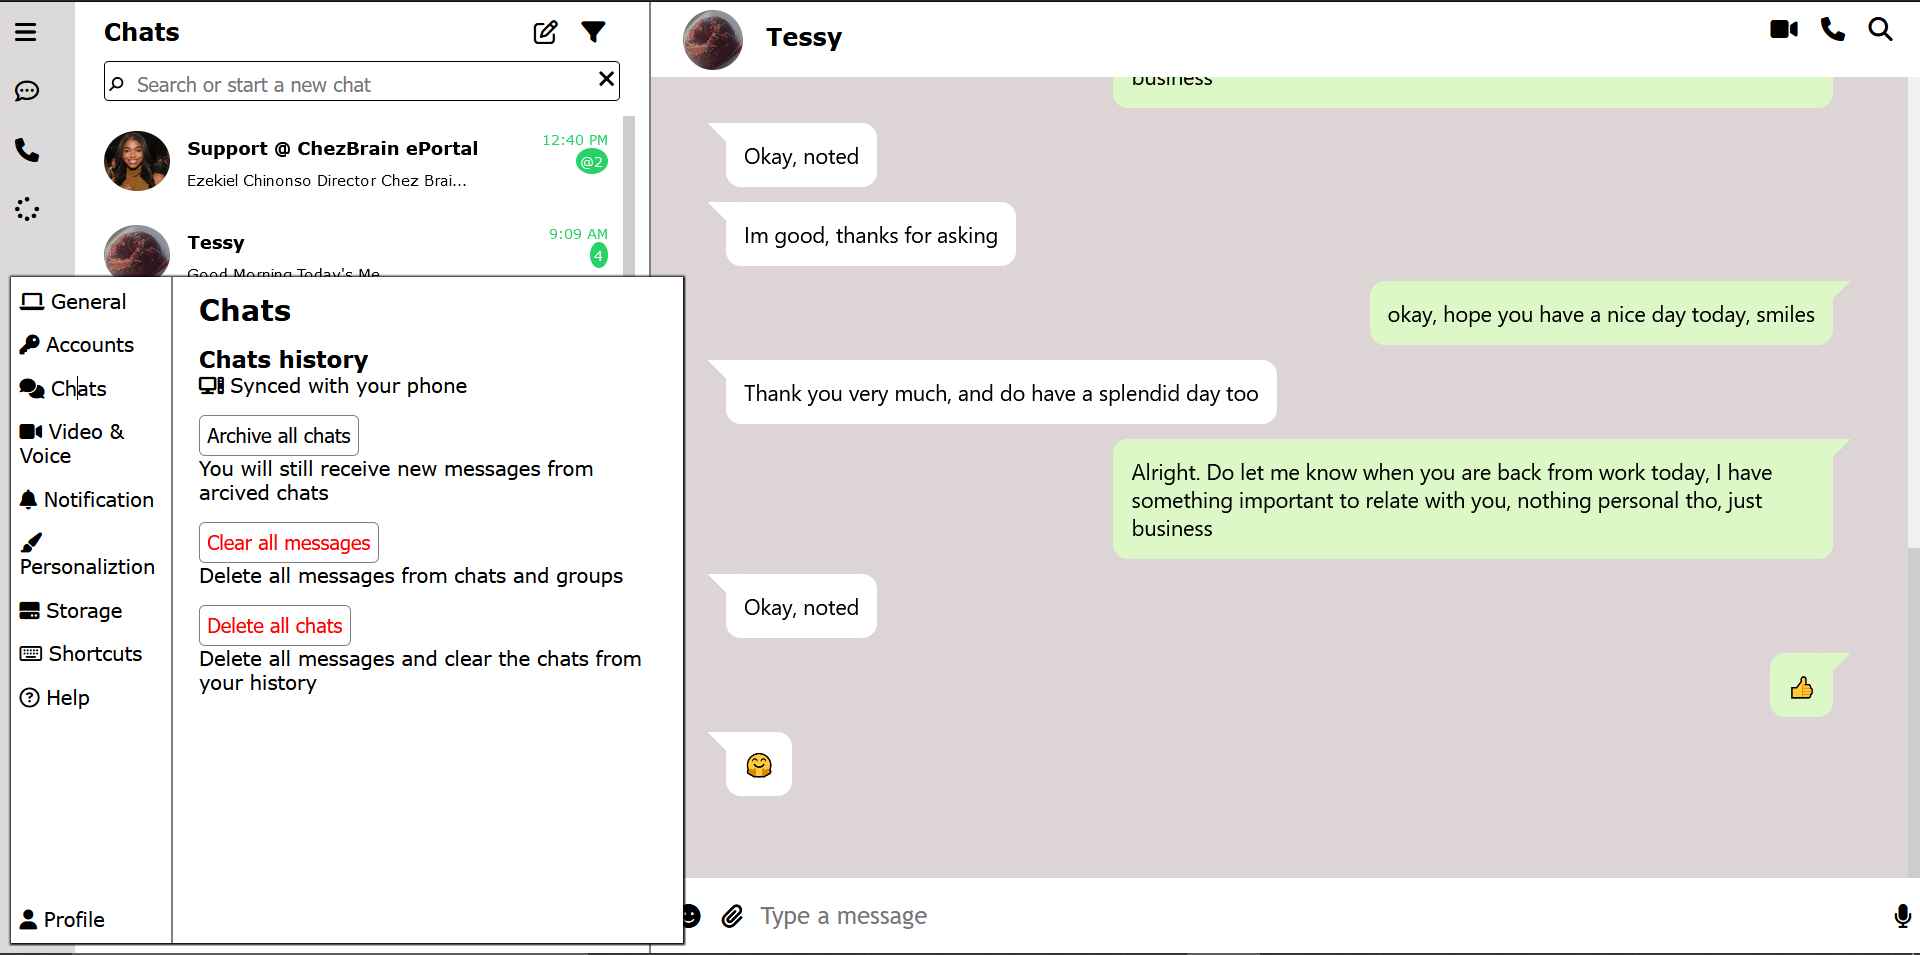 Chats
Search or start a new chat
Support @ ChezBrain ePortal
12:40 PM
@2
Ezekiel Chinonso Director Chez Brai...
Tessy
9:09 AM
4
Good Morning Today's Me
General
Accounts
Chats
Video &
Voice
Notification
Personaliztion
Storage
Shortcuts
Help
Profile
Chats
Chats history
Synced with your phone
Archive all chats
You will still receive new messages from
arcived chats
Clear all messages
Delete all messages from chats and groups
Delete all chats
Delete all messages and clear the chats from
your history
Tessy
business
Okay, noted
Im good, thanks for asking
okay, hope you have a nice day today, smiles
Thank you very much, and do have a splendid day too
Alright. Do let me know when you are back from work today, I have
something important to relate with you, nothing personal tho, just
business
Okay, noted
👍
🤗
Type a message